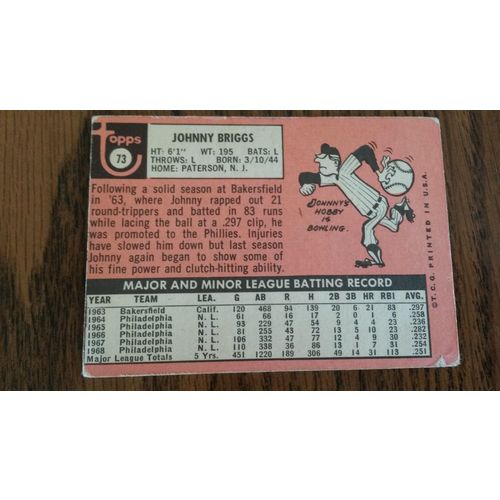 Topps
73
JOHNNY BRIGGS
HT: 6'1" WT: 195 BATS: L
THROWS: L BORN: 3/10/44
HOME: PATERSON, N. J.
Following a solid season at Bakersfield
in '63, where Johnny rapped out 21
round-trippers and batted in 83 runs
while lacing the ball at a .297 clip, he
was promoted to the Phillies. Injuries
have slowed him down but last season
Johnny again began to show some of
his fine power and clutch-hitting ability.
JOHNNY'S
HOBBY
IS
BOWLING.
© T. C. G. PRINTED IN U.S.A.
MAJOR AND MINOR LEAGUE BATTING RECORD
YEAR TEAM LEA. G AB R H 2B 3B HR RBI AVG.
1963 Bakersfield Calif. 120 468 94 139 20 6 21 83 .297
1964 Philadelphia N. L. 61 66 16 17 2 0 1 6 .258
1965 Philadelphia N. L. 93 229 47 54 9 4 4 23 .236
1966 Philadelphia N. L. 81 255 43 72 13 5 10 23 .282
1967 Philadelphia N. L. 106 332 47 77 12 4 9 30 .232
1968 Philadelphia N. L. 110 338 36 86 13 1 7 31 .254
Major League Totals 5 Yrs. 451 1220 189 306 49 14 31 113 .251